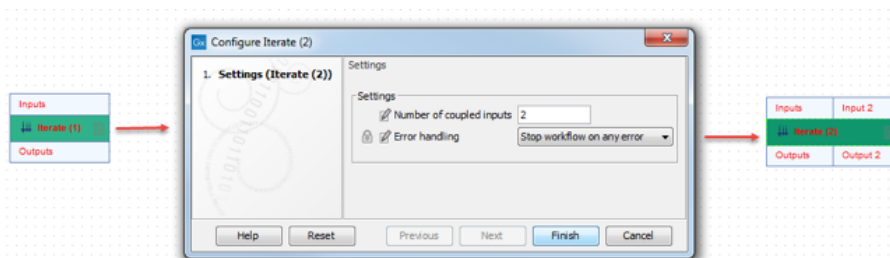 Configure Iterate (2)
1. Settings (Iterate (2))
Settings
Settings
Number of coupled inputs 2
Error handling Stop workflow on any error
Help Reset Previous Next Finish Cancel
Inputs
Iterate (1)
Outputs
Inputs Input 2
Iterate (2)
Outputs Output 2